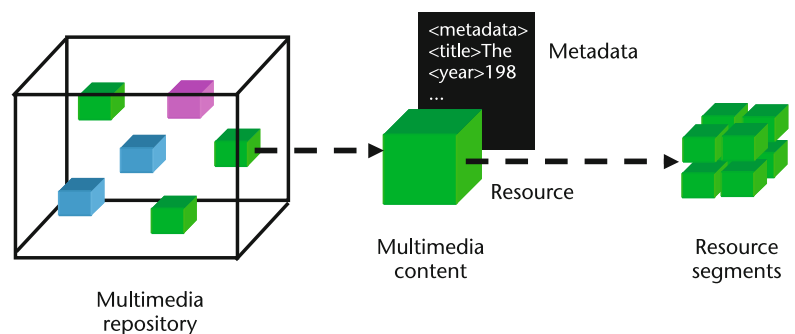 <metadata>
<title>The
<year>198
...
Metadata
Resource
Multimedia
repository
Multimedia
content
Resource
segments